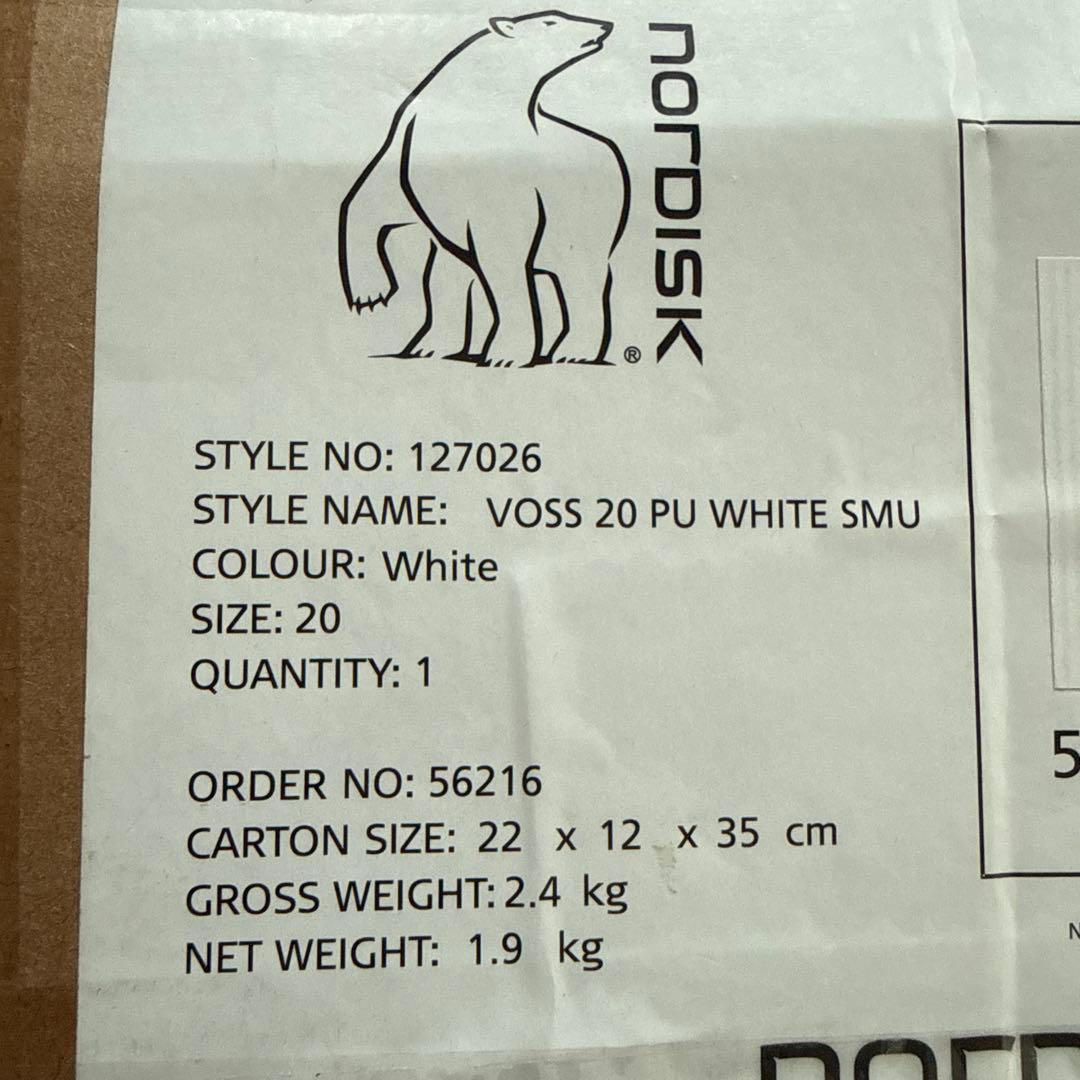 nordisk
®
STYLE NO: 127026
STYLE NAME: VOSS 20 PU WHITE SMU
COLOUR: White
SIZE: 20
QUANTITY: 1
ORDER NO: 56216
CARTON SIZE: 22 x 12 x 35 cm
GROSS WEIGHT: 2.4 kg
NET WEIGHT: 1.9 kg
5
N